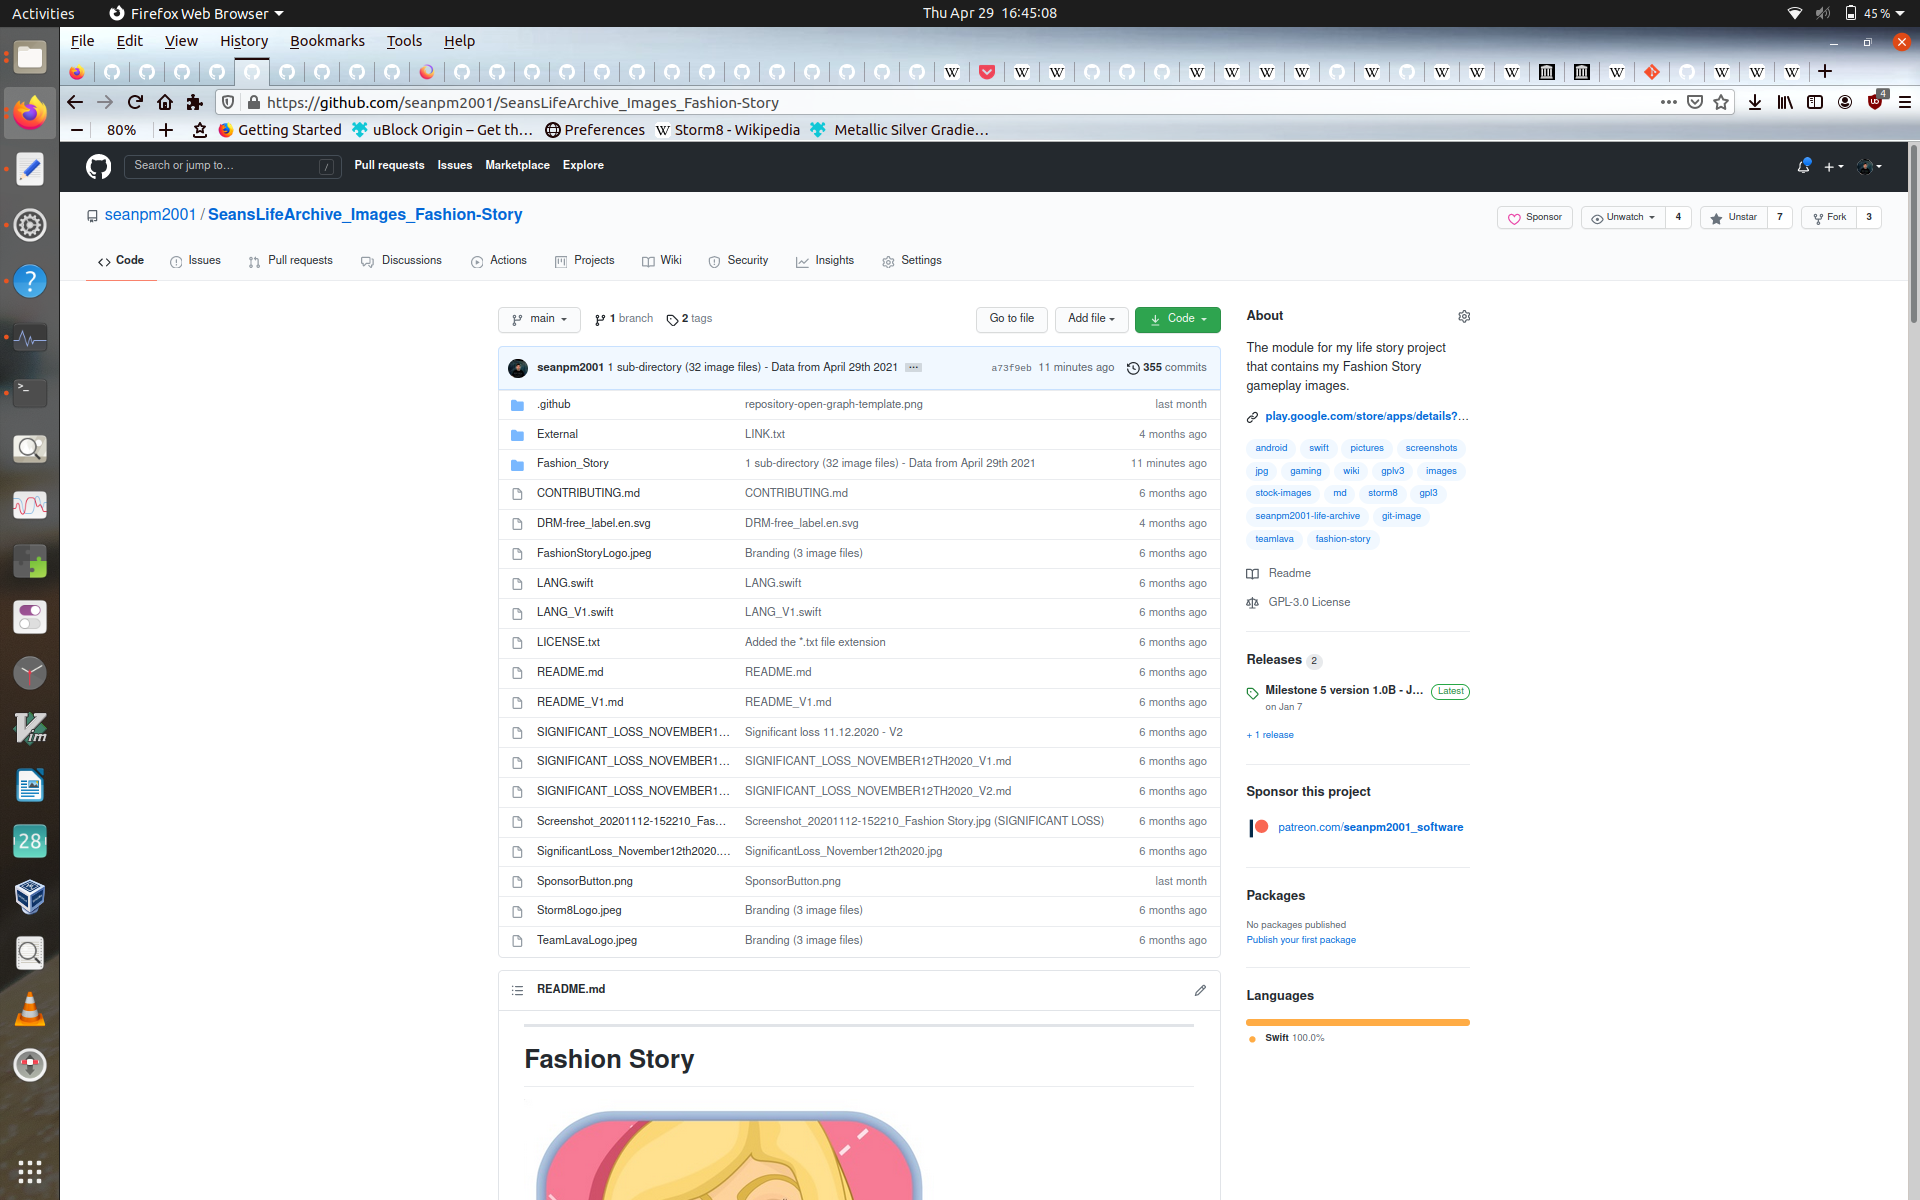 Activities Firefox Web Browser Thu Apr 29 16:45:08 45 %
File Edit View History Bookmarks Tools Help
https://github.com/seanpm2001/SeansLifeArchive_Images_Fashion-Story 4
80% Getting Started uBlock Origin – Get th… Preferences Storm8 - Wikipedia Metallic Silver Gradie…
Search or jump to… / Pull requests Issues Marketplace Explore
seanpm2001 / SeansLifeArchive_Images_Fashion-Story Sponsor Unwatch 4 Unstar 7 Fork 3
Code Issues Pull requests Discussions Actions Projects Wiki Security Insights Settings
main 1 branch 2 tags Go to file Add file Code
seanpm2001 1 sub-directory (32 image files) - Data from April 29th 2021 ... a73f9eb 11 minutes ago 355 commits
.github repository-open-graph-template.png last month
External LINK.txt 4 months ago
Fashion_Story 1 sub-directory (32 image files) - Data from April 29th 2021 11 minutes ago
CONTRIBUTING.md CONTRIBUTING.md 6 months ago
DRM-free_label.en.svg DRM-free_label.en.svg 4 months ago
FashionStoryLogo.jpeg Branding (3 image files) 6 months ago
LANG.swift LANG.swift 6 months ago
LANG_V1.swift LANG_V1.swift 6 months ago
LICENSE.txt Added the *.txt file extension 6 months ago
README.md README.md 6 months ago
README_V1.md README_V1.md 6 months ago
SIGNIFICANT_LOSS_NOVEMBER1... Significant loss 11.12.2020 - V2 6 months ago
SIGNIFICANT_LOSS_NOVEMBER1... SIGNIFICANT_LOSS_NOVEMBER12TH2020_V1.md 6 months ago
SIGNIFICANT_LOSS_NOVEMBER1... SIGNIFICANT_LOSS_NOVEMBER12TH2020_V2.md 6 months ago
Screenshot_20201112-152210_Fas... Screenshot_20201112-152210_Fashion Story.jpg (SIGNIFICANT LOSS) 6 months ago
SignificantLoss_November12th2020.... SignificantLoss_November12th2020.jpg 6 months ago
SponsorButton.png SponsorButton.png last month
Storm8Logo.jpeg Branding (3 image files) 6 months ago
TeamLavaLogo.jpeg Branding (3 image files) 6 months ago
README.md
Fashion Story
About
The module for my life story project
that contains my Fashion Story
gameplay images.
play.google.com/store/apps/details?...
android swift pictures screenshots
jpg gaming wiki gplv3 images
stock-images md storm8 gpl3
seanpm2001-life-archive git-image
teamlava fashion-story
Readme
GPL-3.0 License
Releases 2
Milestone 5 version 1.0B - J... Latest
on Jan 7
+ 1 release
Sponsor this project
patreon.com/seanpm2001_software
Packages
No packages published
Publish your first package
Languages
Swift 100.0%
28